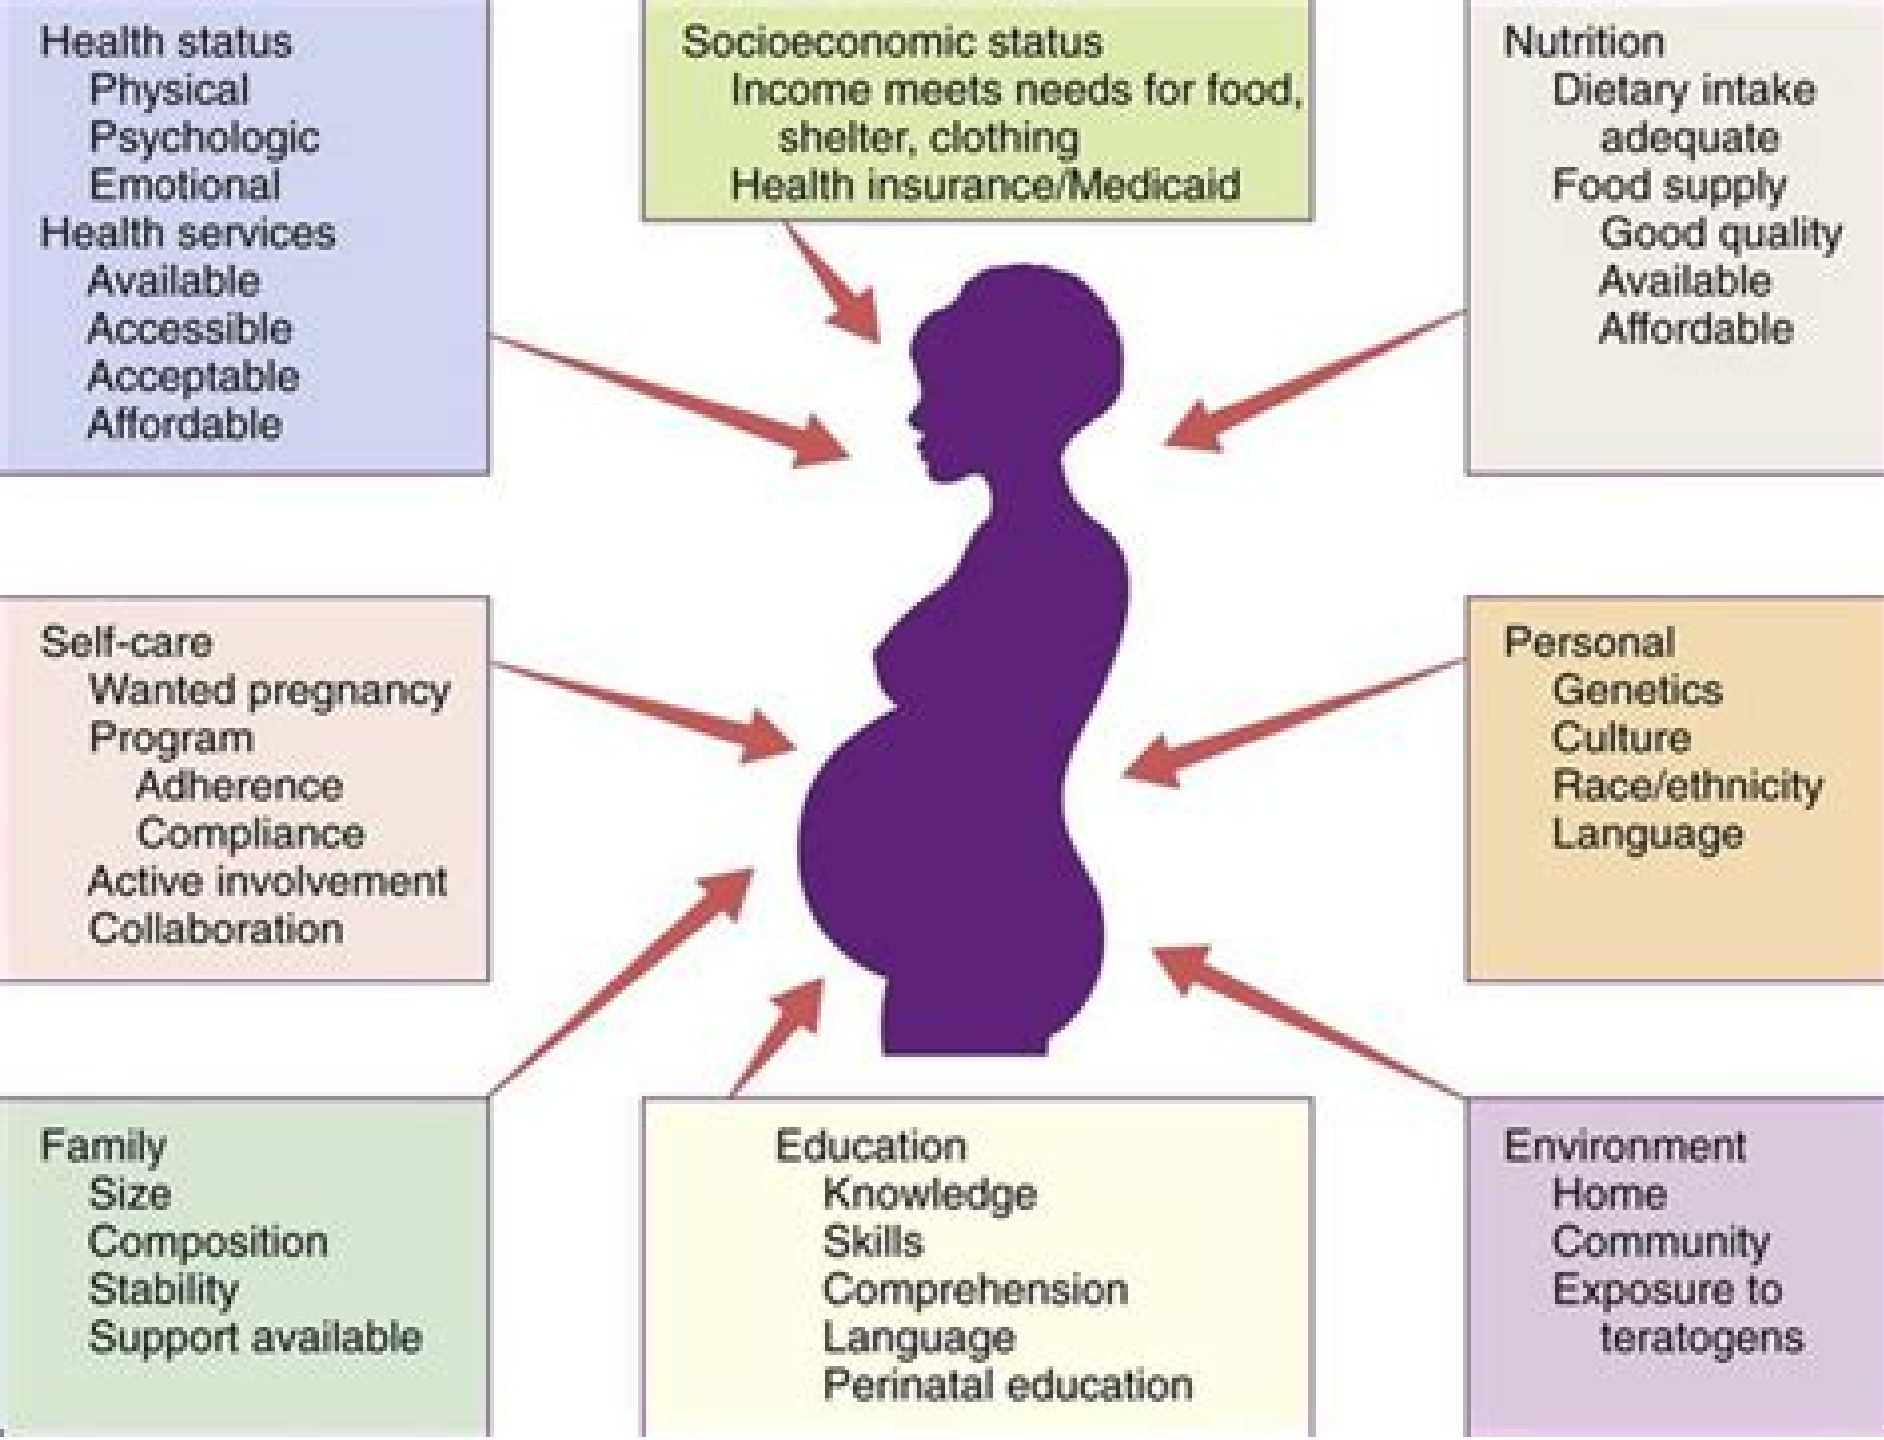 Health status
Physical
Psychologic
Emotional
Health services
Available
Accessible
Acceptable
Affordable
Socioeconomic status
Income meets needs for food,
shelter, clothing
Health insurance/Medicaid
Nutrition
Dietary intake
adequate
Food supply
Good quality
Available
Affordable
Self-care
Wanted pregnancy
Program
Adherence
Compliance
Active involvement
Collaboration
Personal
Genetics
Culture
Race/ethnicity
Language
Family
Size
Composition
Stability
Support available
Education
Knowledge
Skills
Comprehension
Language
Perinatal education
Environment
Home
Community
Exposure to
teratogens